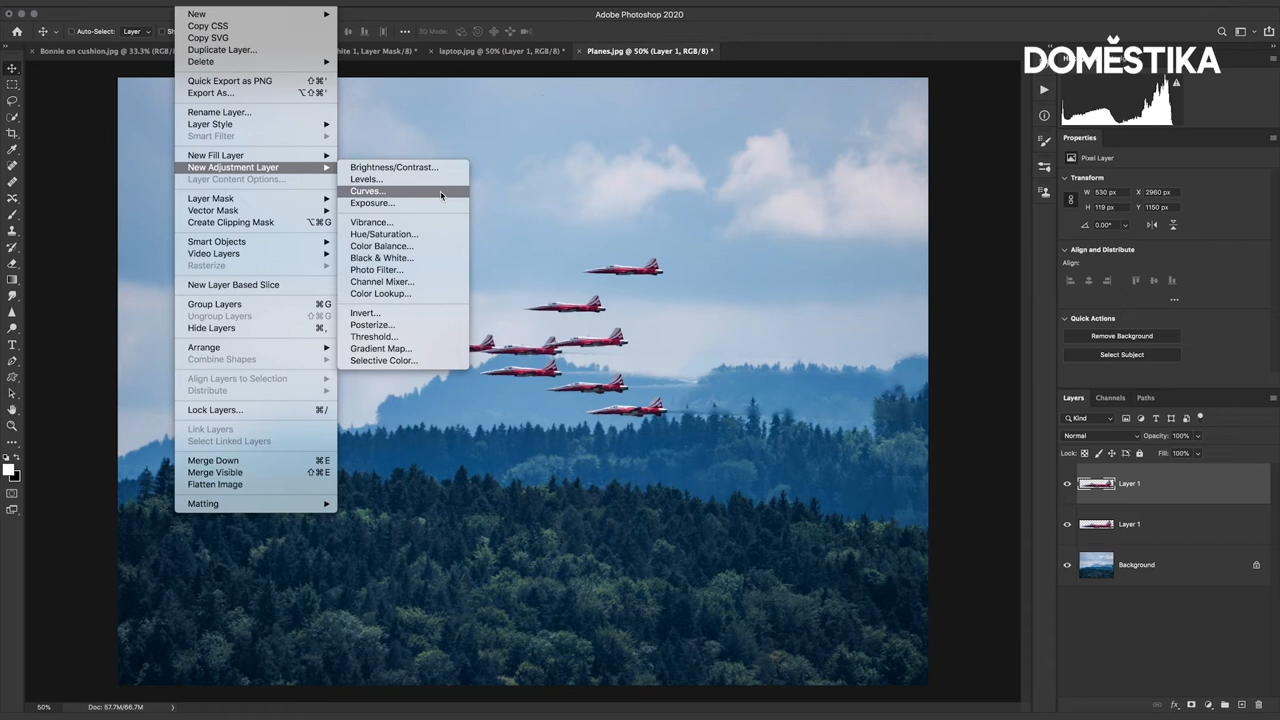 Adobe Photoshop 2020
Auto-Select:
Layer
Sh
Bonnie on cushion.jpg @ 33.3% (RGB/
hite 1, Layer Mask/8) *
laptop.jpg @ 50% (Layer 1, RGB/8) *
Planes.jpg @ 50% (Layer 1, RGB/8) *
DOMĚSTIKA
New
Copy CSS
Copy SVG
Duplicate Layer...
Delete
Quick Export as PNG ⇧⌘'
Export As... ⌥⇧⌘'
Rename Layer...
Layer Style
Smart Filter
New Fill Layer
New Adjustment Layer
Layer Content Options...
Layer Mask
Vector Mask
Create Clipping Mask ⌥⌘G
Smart Objects
Video Layers
Rasterize
New Layer Based Slice
Group Layers ⌘G
Ungroup Layers ⇧⌘G
Hide Layers ⌘,
Arrange
Combine Shapes
Align Layers to Selection
Distribute
Lock Layers... ⌘/
Link Layers
Select Linked Layers
Merge Down ⌘E
Merge Visible ⇧⌘E
Flatten Image
Matting
Brightness/Contrast...
Levels...
Curves...
Exposure...
Vibrance...
Hue/Saturation...
Color Balance...
Black & White...
Photo Filter...
Channel Mixer...
Color Lookup...
Invert...
Posterize...
Threshold...
Gradient Map...
Selective Color...
Properties
Pixel Layer
Transform
W 530 px X 2960 px
H 119 px Y 1150 px
0.00°
Align and Distribute
Align:
Quick Actions
Remove Background
Select Subject
Layers Channels Paths
Kind
Normal Opacity: 100%
Lock: Fill: 100%
Layer 1
Layer 1
Background
50% Doc: 57.7M/66.7M